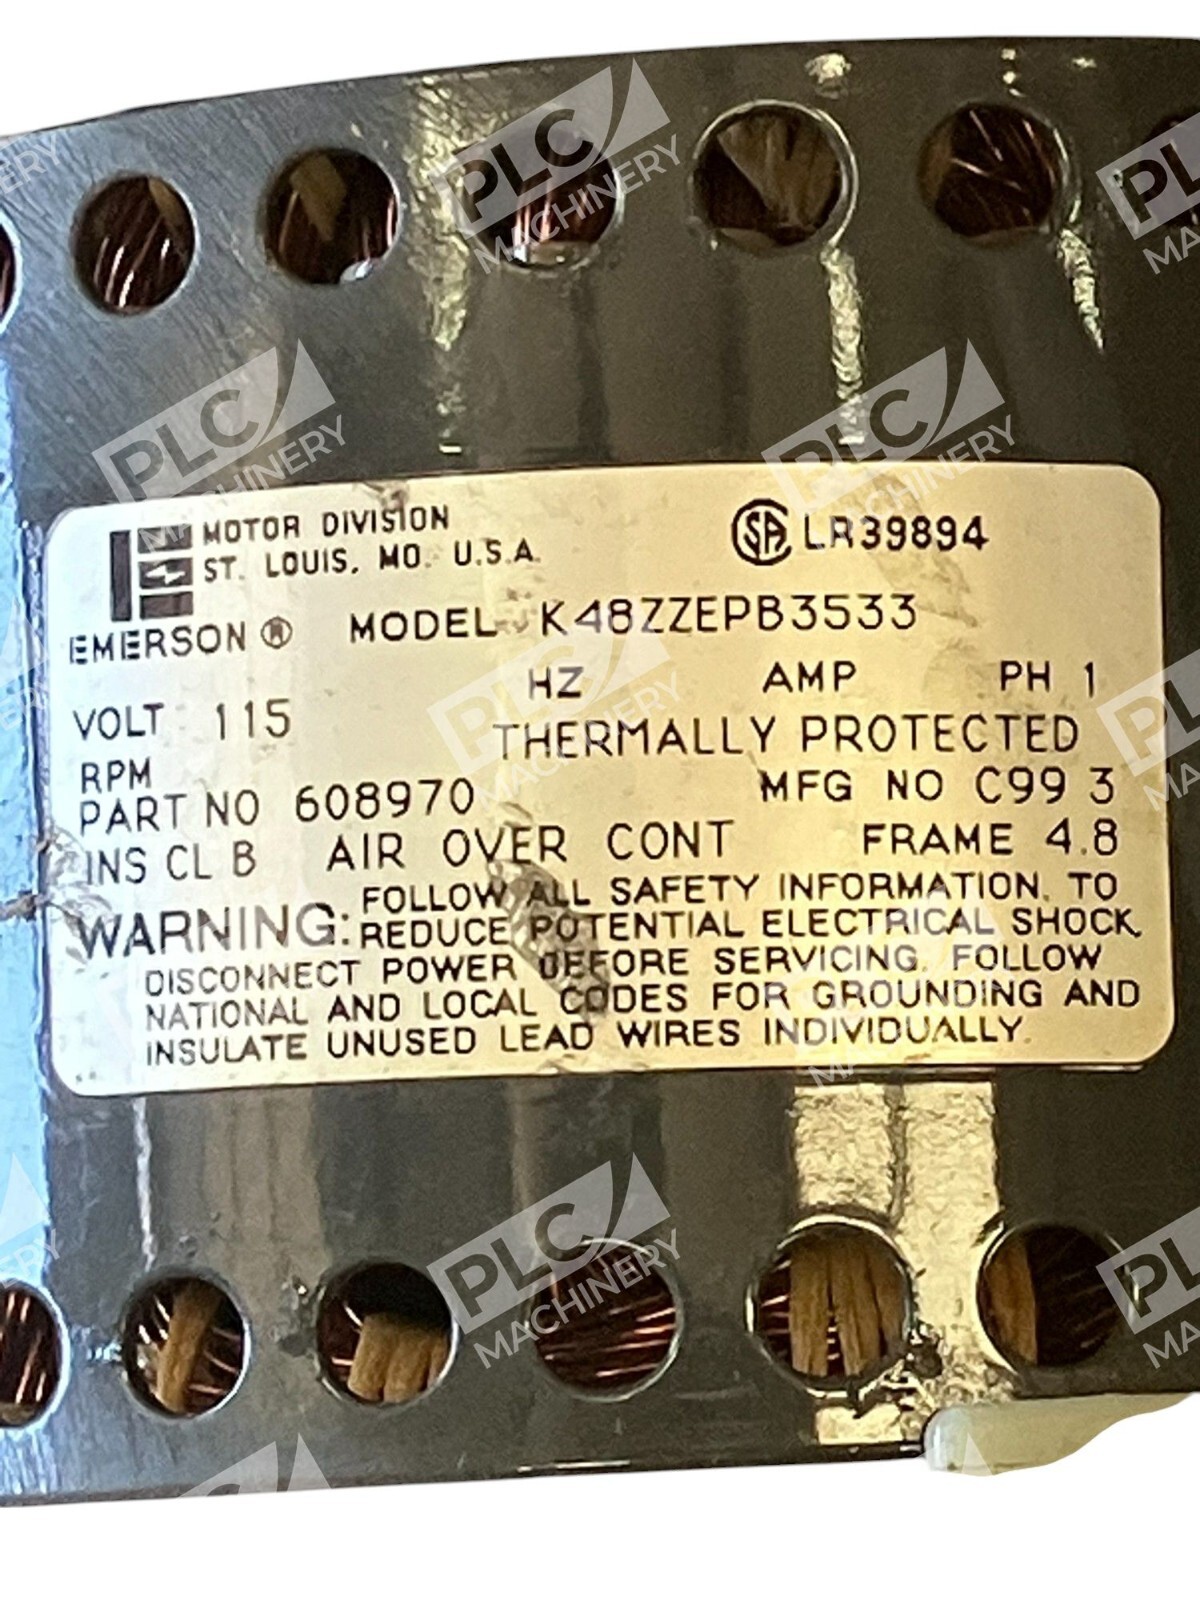 MOTOR DIVISION
ST. LOUIS, MO. U.S.A.
SA LR39894
EMERSON ® MODEL K48ZZEPB3533
VOLT 115 HZ AMP PH 1
RPM THERMALLY PROTECTED
PART NO 608970 MFG NO C99 3
INS CL B AIR OVER CONT FRAME 4.8
WARNING: FOLLOW ALL SAFETY INFORMATION. TO
REDUCE POTENTIAL ELECTRICAL SHOCK,
DISCONNECT POWER BEFORE SERVICING. FOLLOW
NATIONAL AND LOCAL CODES FOR GROUNDING AND
INSULATE UNUSED LEAD WIRES INDIVIDUALLY.
PLC MACHINERY